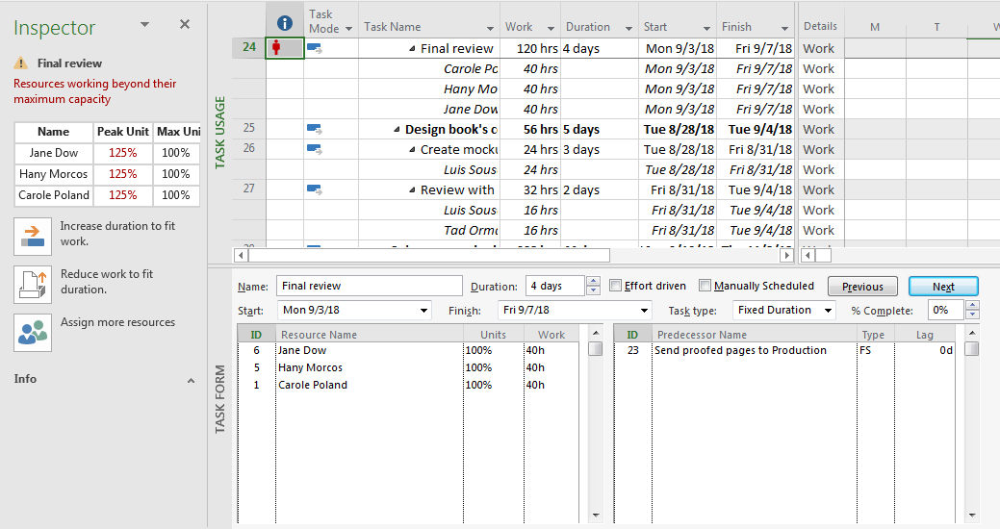 Inspector
Final review
Resources working beyond their
maximum capacity
Name Peak Unit Max Uni
Jane Dow 125% 100%
Hany Morcos 125% 100%
Carole Poland 125% 100%
Increase duration to fit
work.
Reduce work to fit
duration.
Assign more resources
Info
TASK USAGE
Task
Mode Task Name Work Duration Start Finish Details M T W
24 Final review 120 hrs 4 days Mon 9/3/18 Fri 9/7/18 Work
Carole Po 40 hrs Mon 9/3/18 Fri 9/7/18 Work
Hany Mo 40 hrs Mon 9/3/18 Fri 9/7/18 Work
Jane Dow 40 hrs Mon 9/3/18 Fri 9/7/18 Work
25 Design book's c 56 hrs 5 days Tue 8/28/18 Tue 9/4/18 Work
26 Create mocku 24 hrs 3 days Tue 8/28/18 Fri 8/31/18 Work
Luis Sous 24 hrs Tue 8/28/18 Fri 8/31/18 Work
27 Review with 32 hrs 2 days Fri 8/31/18 Tue 9/4/18 Work
Luis Sous 16 hrs Fri 8/31/18 Tue 9/4/18 Work
Tad Ormo 16 hrs Fri 8/31/18 Tue 9/4/18 Work
TASK FORM
Name: Final review Duration: 4 days Effort driven Manually Scheduled Previous Next
Start: Mon 9/3/18 Finish: Fri 9/7/18 Task type: Fixed Duration % Complete: 0%
ID Resource Name Units Work
6 Jane Dow 100% 40h
5 Hany Morcos 100% 40h
1 Carole Poland 100% 40h
ID Predecessor Name Type Lag
23 Send proofed pages to Production FS 0d